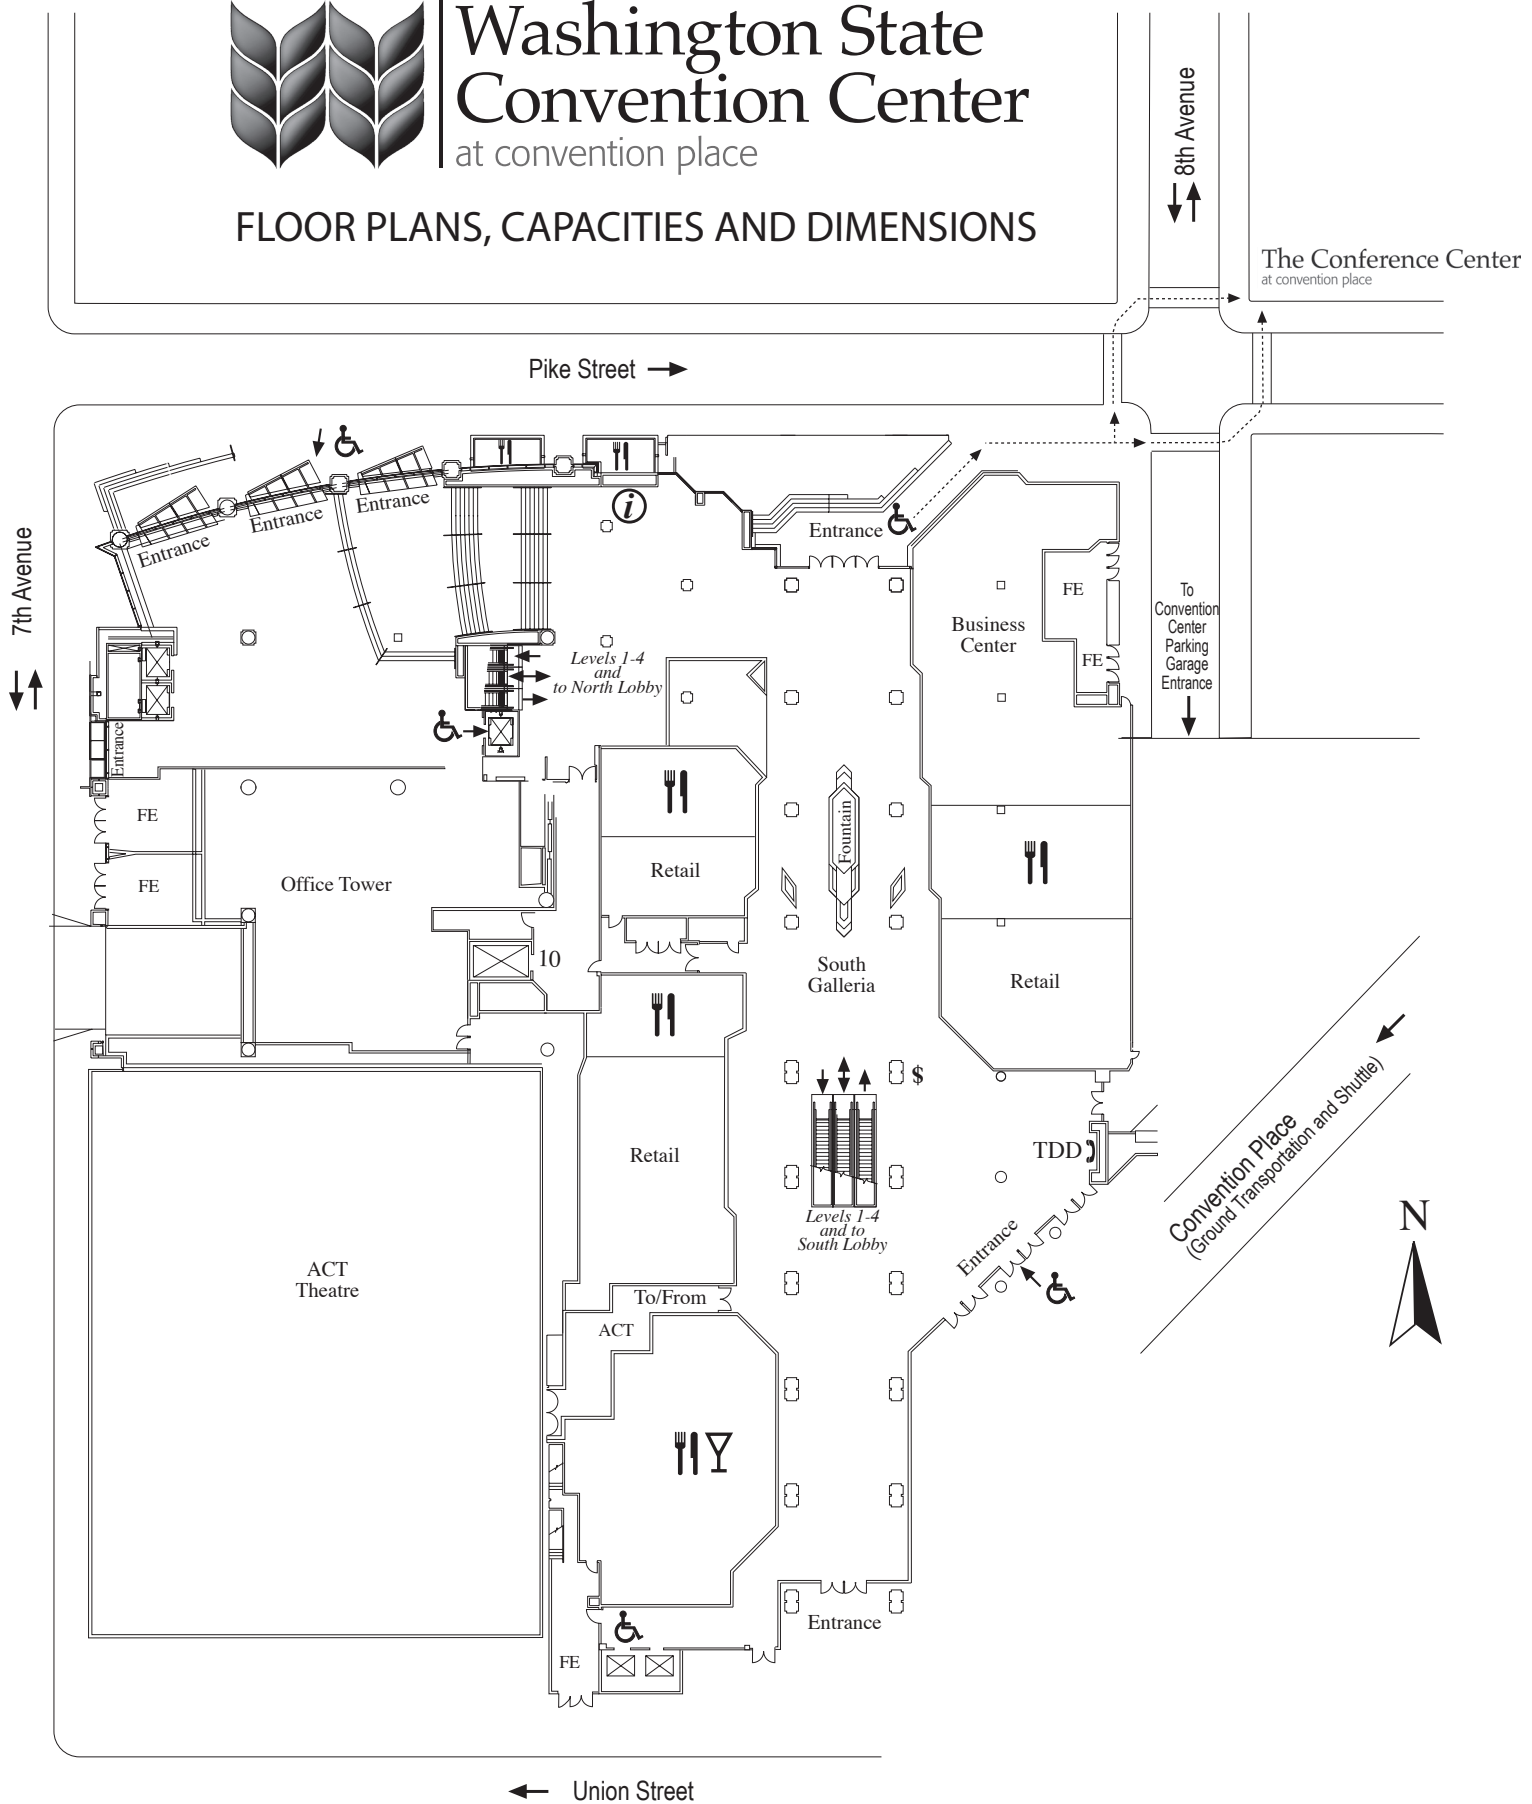 Washington State
Convention Center
at convention place
FLOOR PLANS, CAPACITIES AND DIMENSIONS
8th Avenue
The Conference Center
at convention place
Pike Street
7th Avenue
Entrance
Entrance
Entrance
i
Entrance
FE
Business
Center
FE
To
Convention
Center
Parking
Garage
Entrance
Levels 1-4
and
to North Lobby
Entrance
FE
FE
Office Tower
Retail
Fountain
10
South
Galleria
Retail
$
Retail
TDD
Convention Place
(Ground Transportation and Shuttle)
Levels 1-4
and to
South Lobby
Entrance
N
ACT
Theatre
To/From
ACT
Entrance
FE
Union Street